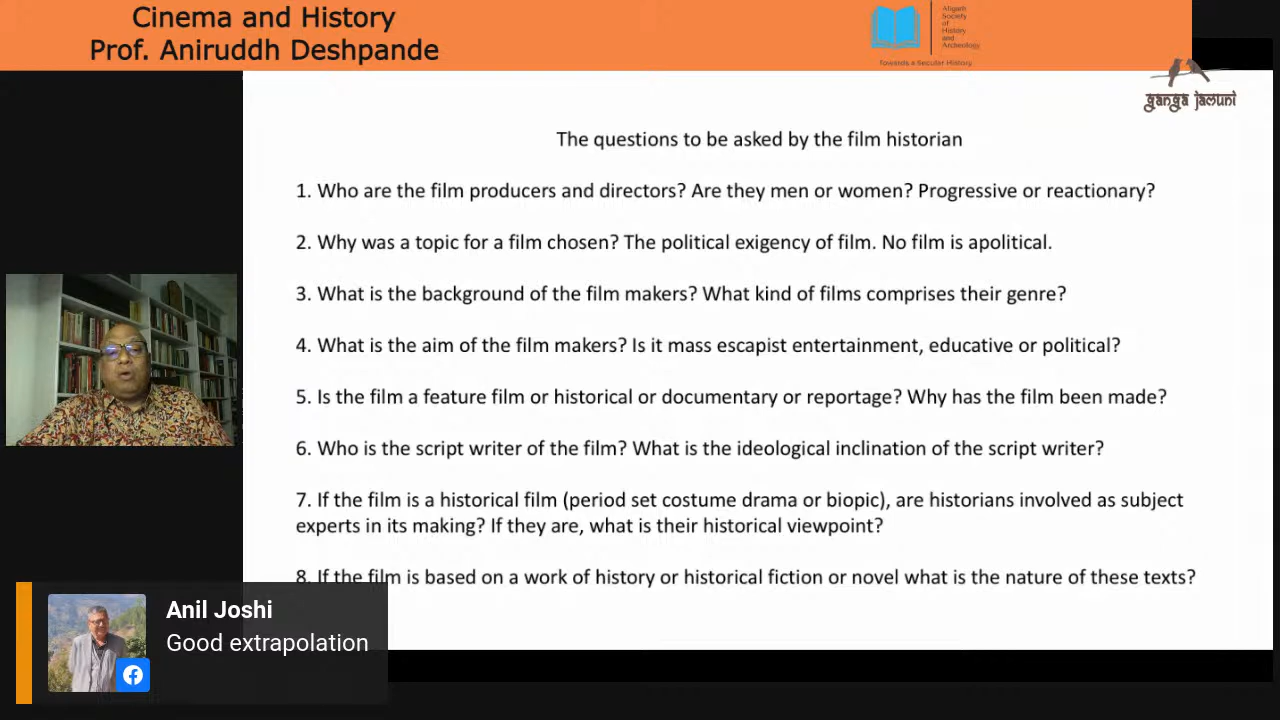 Cinema and History
Prof. Aniruddh Deshpande
Aligarh
Society
of
History
and
Archeology
Towards a Secular History
ganga jamuni
The questions to be asked by the film historian
1. Who are the film producers and directors? Are they men or women? Progressive or reactionary?
2. Why was a topic for a film chosen? The political exigency of film. No film is apolitical.
3. What is the background of the film makers? What kind of films comprises their genre?
4. What is the aim of the film makers? Is it mass escapist entertainment, educative or political?
5. Is the film a feature film or historical or documentary or reportage? Why has the film been made?
6. Who is the script writer of the film? What is the ideological inclination of the script writer?
7. If the film is a historical film (period set costume drama or biopic), are historians involved as subject
experts in its making? If they are, what is their historical viewpoint?
8. If the film is based on a work of history or historical fiction or novel what is the nature of these texts?
Anil Joshi
Good extrapolation